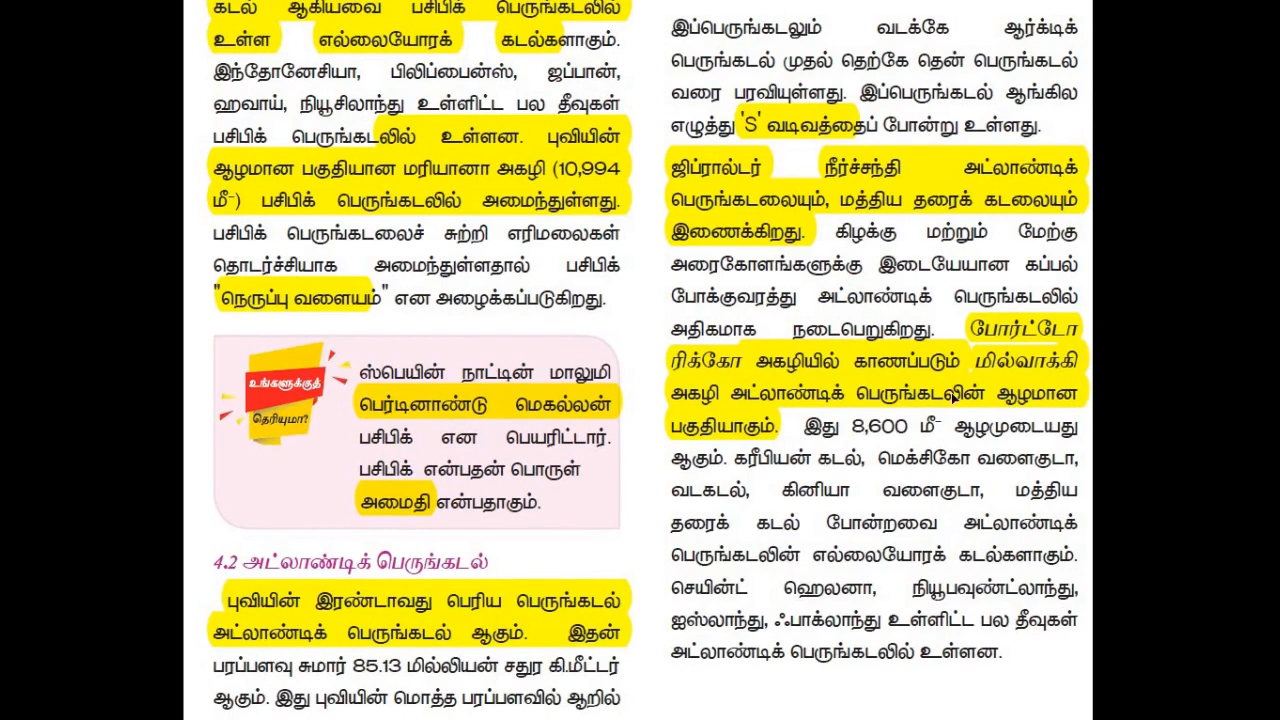 கடல் ஆகியவை பசிபிக் பெருங்கடலில்
உள்ள எல்லையோரக் கடல்களாகும்.
இந்தோனேசியா, பிலிப்பைன்ஸ், ஜப்பான்,
ஹவாய், நியூசிலாந்து உள்ளிட்ட பல தீவுகள்
பசிபிக் பெருங்கடலில் உள்ளன. புவியின்
ஆழமான பகுதியான மரியானா அகழி (10,994
மீ-) பசிபிக் பெருங்கடலில் அமைந்துள்ளது.
பசிபிக் பெருங்கடலைச் சுற்றி எரிமலைகள்
தொடர்ச்சியாக அமைந்துள்ளதால் பசிபிக்
"நெருப்பு வளையம்" என அழைக்கப்படுகிறது.
உங்களுக்குத்
தெரியுமா?
ஸ்பெயின் நாட்டின் மாலுமி
பெர்டினாண்டு மெகல்லன்
பசிபிக் என பெயரிட்டார்.
பசிபிக் என்பதன் பொருள்
அமைதி என்பதாகும்.
4.2 அட்லாண்டிக் பெருங்கடல்
புவியின் இரண்டாவது பெரிய பெருங்கடல்
அட்லாண்டிக் பெருங்கடல் ஆகும். இதன்
பரப்பளவு சுமார் 85.13 மில்லியன் சதுர கி.மீட்டர்
ஆகும். இது புவியின் மொத்த பரப்பளவில் ஆறில்
இப்பெருங்கடலும் வடக்கே ஆர்க்டிக்
பெருங்கடல் முதல் தெற்கே தென் பெருங்கடல்
வரை பரவியுள்ளது. இப்பெருங்கடல் ஆங்கில
எழுத்து 'S' வடிவத்தைப் போன்று உள்ளது.
ஜிப்ரால்டர் நீர்ச்சந்தி அட்லாண்டிக்
பெருங்கடலையும், மத்திய தரைக் கடலையும்
இணைக்கிறது. கிழக்கு மற்றும் மேற்கு
அரைகோளங்களுக்கு இடையேயான கப்பல்
போக்குவரத்து அட்லாண்டிக் பெருங்கடலில்
அதிகமாக நடைபெறுகிறது. போர்ட்டோ
ரிக்கோ அகழியில் காணப்படும் மில்வாக்கி
அகழி அட்லாண்டிக் பெருங்கடலின் ஆழமான
பகுதியாகும். இது 8,600 மீ- ஆழமுடையது
ஆகும். கரீபியன் கடல், மெக்சிகோ வளைகுடா,
வடகடல், கினியா வளைகுடா, மத்திய
தரைக் கடல் போன்றவை அட்லாண்டிக்
பெருங்கடலின் எல்லையோரக் கடல்களாகும்.
செயின்ட் ஹெலனா, நியூபவுண்ட்லாந்து,
ஐஸ்லாந்து, ஃபாக்லாந்து உள்ளிட்ட பல தீவுகள்
அட்லாண்டிக் பெருங்கடலில் உள்ளன.